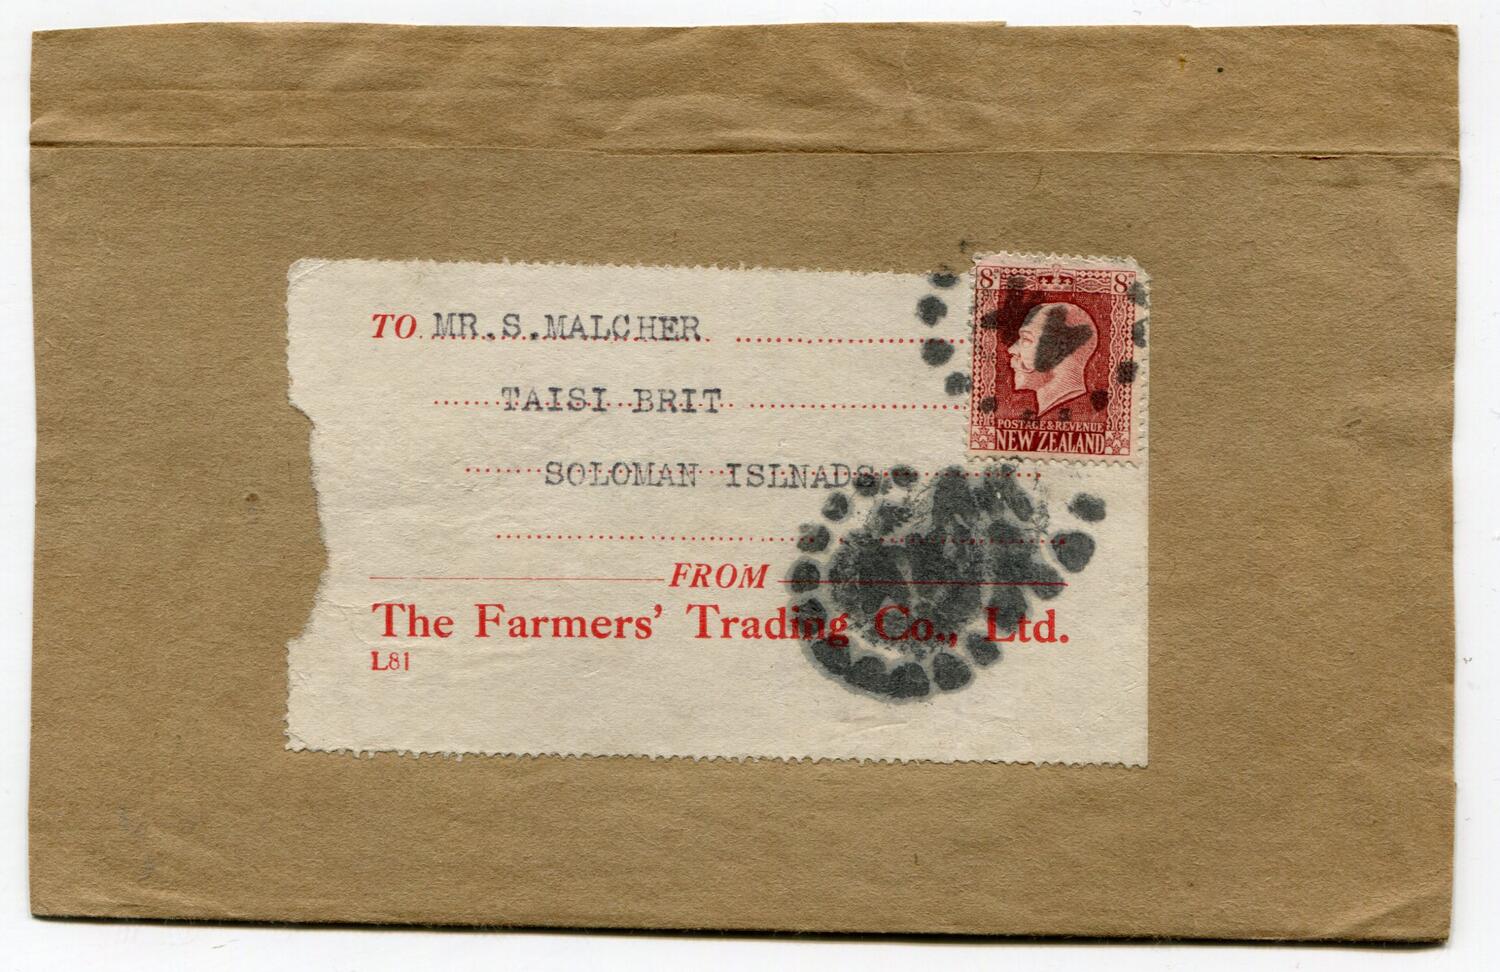 8D 8D
TO MR.S.MALCHER
TAISI BRIT
SOLOMAN ISLNADS
FROM
The Farmers’ Trading Co., Ltd.
L81
POSTAGE & REVENUE
NEW ZEALAND